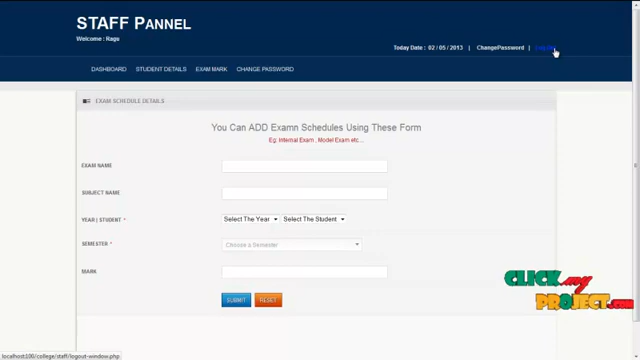 STAFF PANNEL
Welcome : Rags
Today Date : 02 / 05 / 2013 | ChangePassword |
DASHBOARD STUDENT DETAILS EXAM MARK CHANGE PASSWORD
EXAM SCHEDULE DETAILS
You Can ADD Examn Schedules Using These Form
Eg. Internal Exam , Model Exam etc...
EXAM NAME
SUBJECT NAME
YEAR | STUDENT * Select The Year Select The Student
SEMESTER * Choose a Semester
MARK
SUBMIT RESET
CLICK my
PROJECT.com
localhost:100/college/staff/logout-window.php